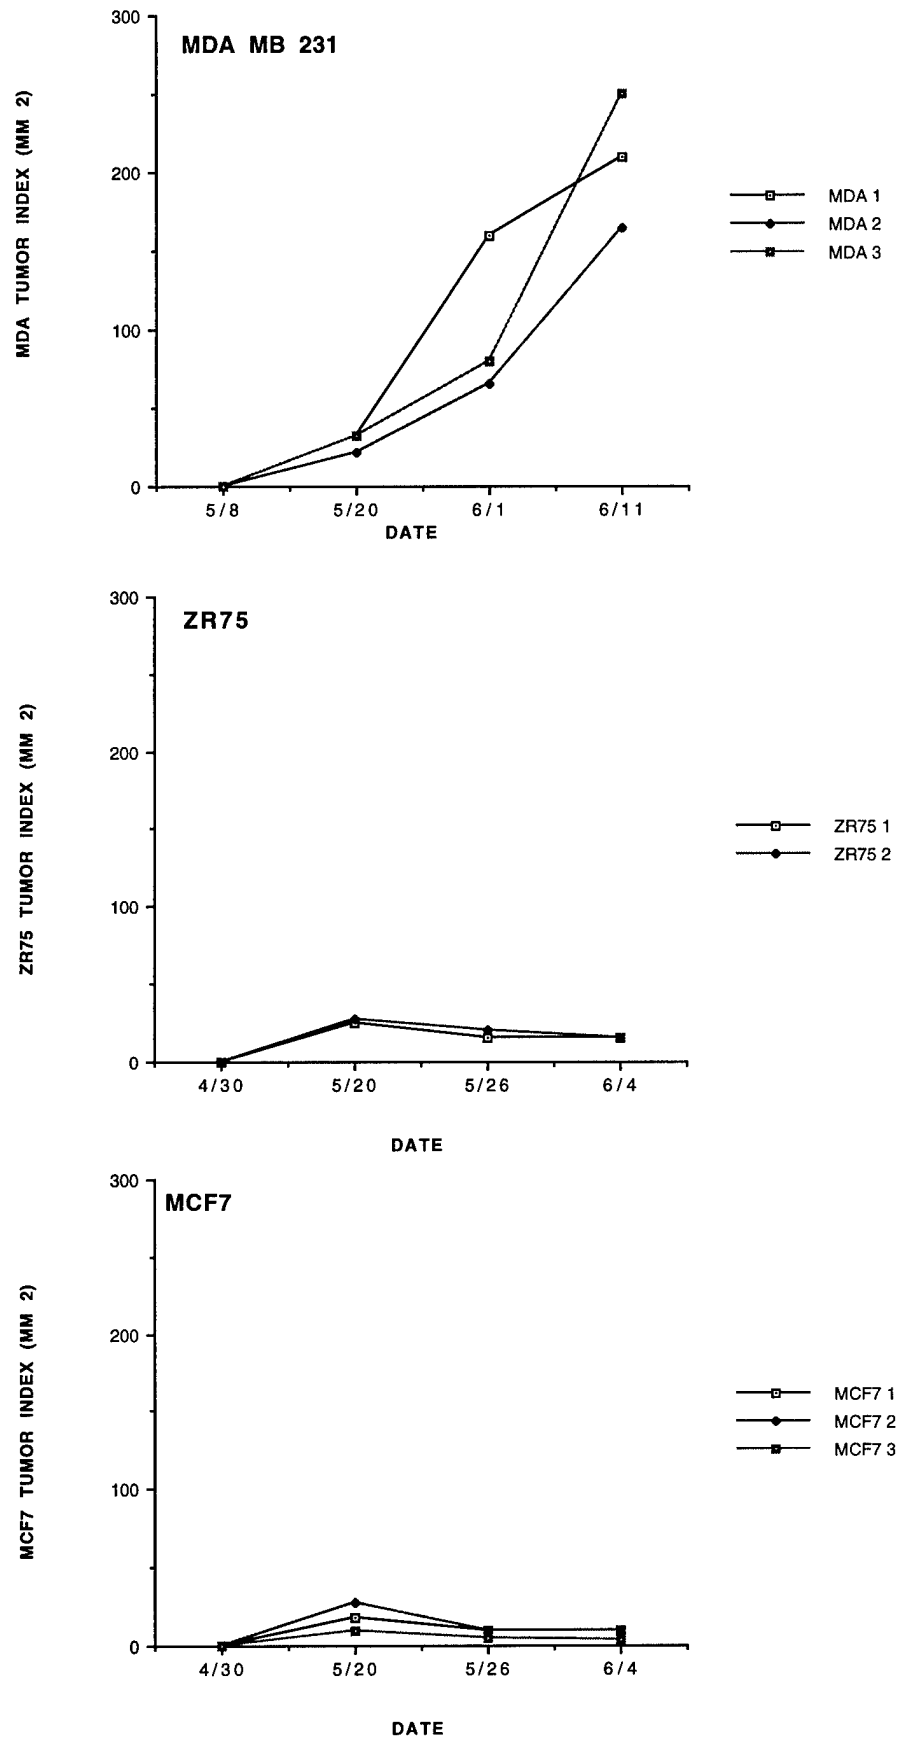 300
MDA MB 231
200
100
0
MDA TUMOR INDEX (MM 2)
5/8 5/20 6/1 6/11
DATE
MDA 1
MDA 2
MDA 3
300
ZR75
200
100
0
ZR75 TUMOR INDEX (MM 2)
4/30 5/20 5/26 6/4
DATE
ZR75 1
ZR75 2
300
MCF7
200
100
0
MCF7 TUMOR INDEX (MM 2)
4/30 5/20 5/26 6/4
DATE
MCF7 1
MCF7 2
MCF7 3